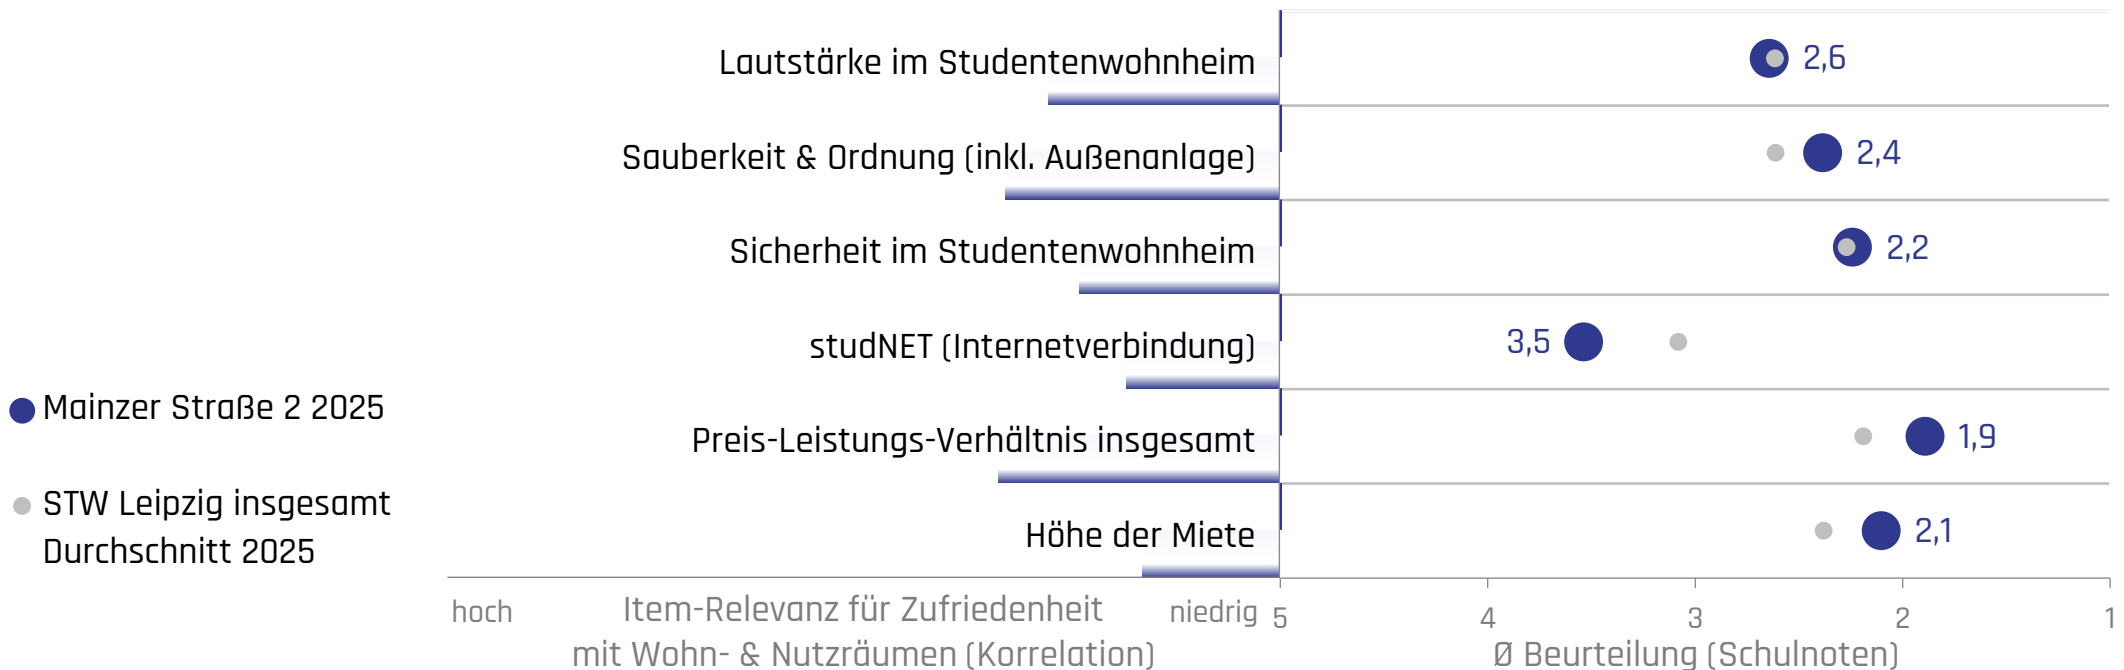 Lautstärke im Studentenwohnheim 2,6
Sauberkeit & Ordnung (inkl. Außenanlage) 2,4
Sicherheit im Studentenwohnheim 2,2
studNET (Internetverbindung) 3,5
Mainzer Straße 2 2025
Preis-Leistungs-Verhältnis insgesamt 1,9
STW Leipzig insgesamt
Durchschnitt 2025
Höhe der Miete 2,1
hoch Item-Relevanz für Zufriedenheit niedrig 5 4 3 2 1
mit Wohn- & Nutzräumen (Korrelation) Ø Beurteilung (Schulnoten)